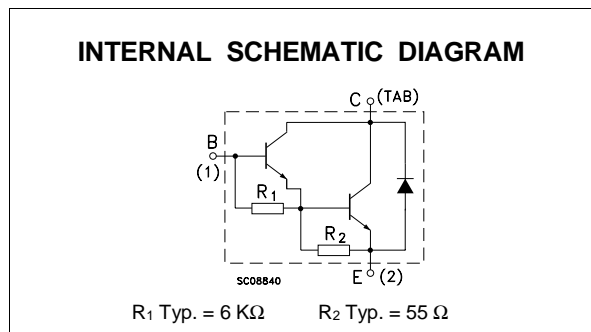 INTERNAL SCHEMATIC DIAGRAM
C (TAB)
B
(1)
R1
R2
SC08840
E (2)
R1 Typ. = 6 KΩ R2 Typ. = 55 Ω